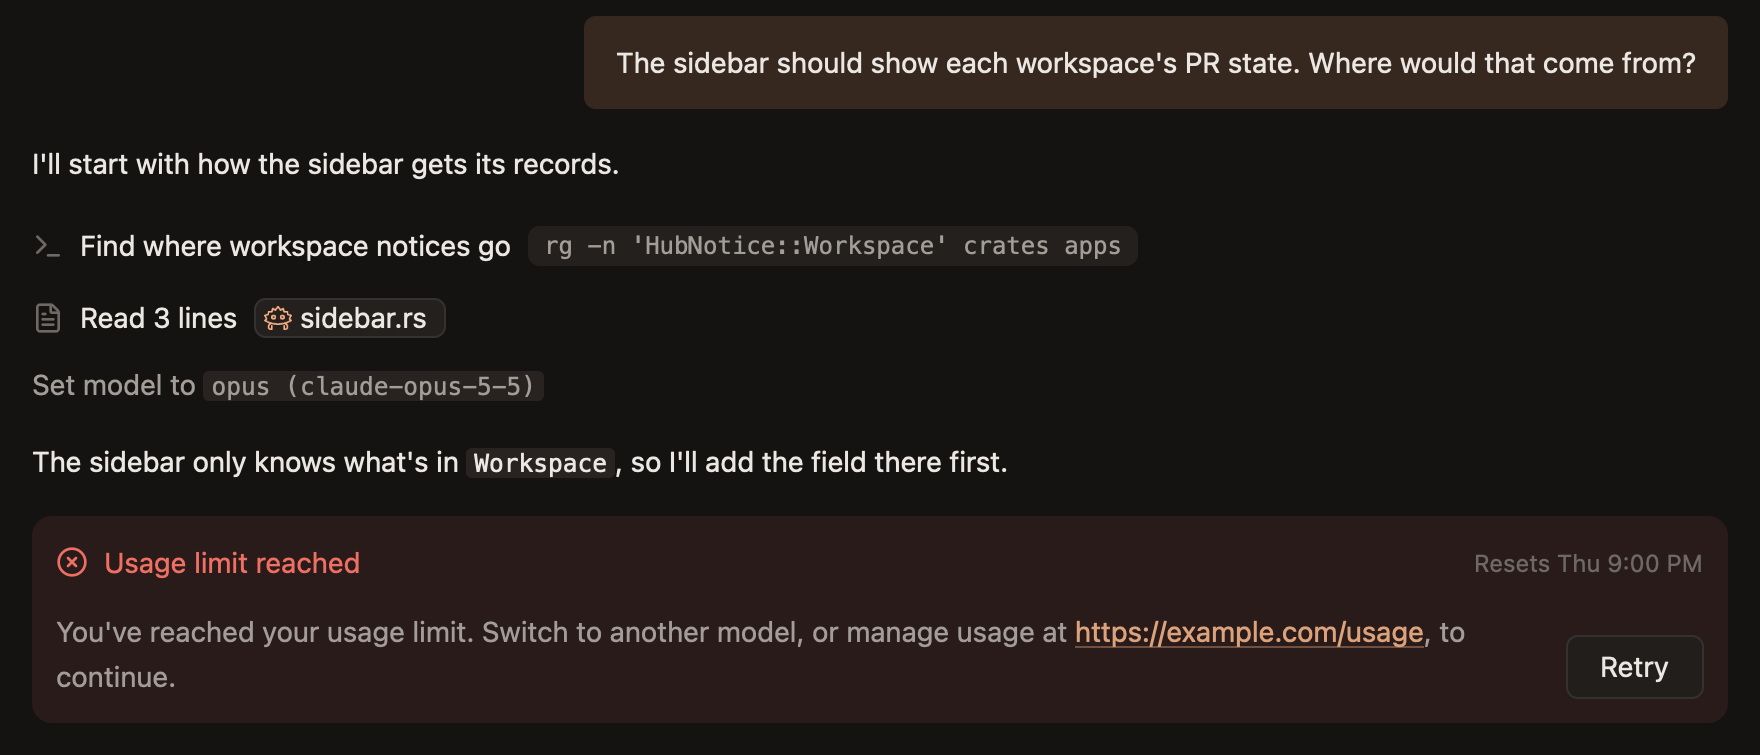 The sidebar should show each workspace's PR state. Where would that come from?
I'll start with how the sidebar gets its records.
Find where workspace notices go rg -n 'HubNotice::Workspace' crates apps
Read 3 lines sidebar.rs
Set model to opus (claude-opus-5-5)
The sidebar only knows what's in Workspace, so I'll add the field there first.
Usage limit reached Resets Thu 9:00 PM
You've reached your usage limit. Switch to another model, or manage usage at https://example.com/usage, to
continue.
Retry